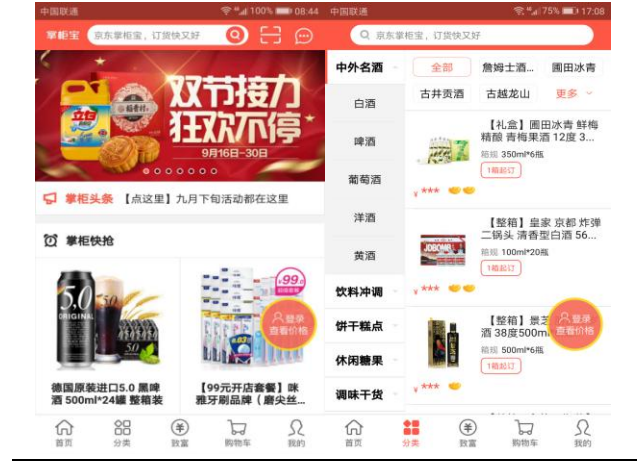 中国联通
100% 08:44
掌柜宝
京东掌柜宝，订货快又好
双节接力
狂欢不停
9月16日-30日
稻香村
掌柜头条 【点这里】九月下旬活动都在这里
掌柜快抢
5,0
ORIGINAL
5,0
99
登录
查看价格
德国原装进口5.0 黑啤
酒 500ml*24罐 整箱装
【99元开店套餐】咪
雅牙刷品牌（磨尖丝...
首页
分类
致富
购物车
我的
中国联通
75% 17:08
京东掌柜宝，订货快又好
中外名酒
白酒
啤酒
葡萄酒
洋酒
黄酒
饮料冲调
饼干糕点
休闲糖果
调味干货
全部
詹姆士酒...
圃田冰青
古井贡酒
古越龙山
更多
【礼盒】圃田冰青 鲜梅
精酿 青梅果酒 12度 3...
箱规 350ml*6瓶
1箱起订
¥ ***
【整箱】皇家 京都 炸弹
二锅头 清香型白酒 56...
箱规 100ml*20瓶
1箱起订
¥ ***
JDBOMB
【整箱】景芝
酒 38度500m
箱规 500ml*6瓶
1箱起订
¥ ***
登录
查看价格
首页
分类
致富
购物车
我的